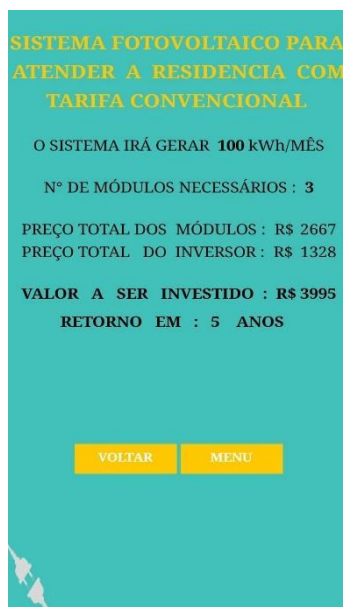 SISTEMA FOTOVOLTAICO PARA
ATENDER A RESIDENCIA COM
TARIFA CONVENCIONAL
O SISTEMA IRÁ GERAR 100 kWh/MÊS
N° DE MÓDULOS NECESSÁRIOS : 3
PREÇO TOTAL DOS MÓDULOS : R$ 2667
PREÇO TOTAL DO INVERSOR : R$ 1328
VALOR A SER INVESTIDO : R$ 3995
RETORNO EM : 5 ANOS
VOLTAR MENU